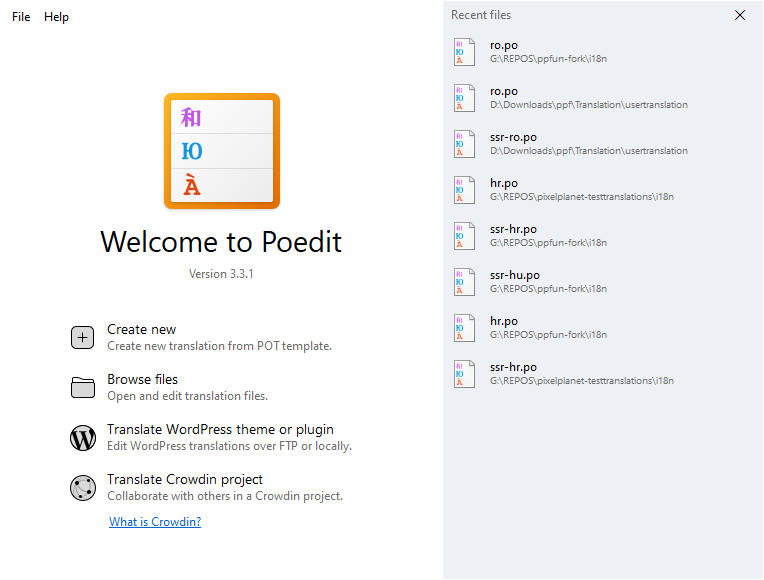 File Help
和
Ю
À
Welcome to Poedit
Version 3.3.1
Create new
Create new translation from POT template.
Browse files
Open and edit translation files.
Translate WordPress theme or plugin
Edit WordPress translations over FTP or locally.
Translate Crowdin project
Collaborate with others in a Crowdin project.
What is Crowdin?
Recent files
ro.po
G:\REPOS\ppfun-fork\i18n
ro.po
D:\Downloads\ppf\Translation\usertranslation
ssr-ro.po
D:\Downloads\ppf\Translation\usertranslation
hr.po
G:\REPOS\pixelplanet-testtranslations\i18n
ssr-hr.po
G:\REPOS\ppfun-fork\i18n
ssr-hu.po
G:\REPOS\ppfun-fork\i18n
hr.po
G:\REPOS\ppfun-fork\i18n
ssr-hr.po
G:\REPOS\pixelplanet-testtranslations\i18n